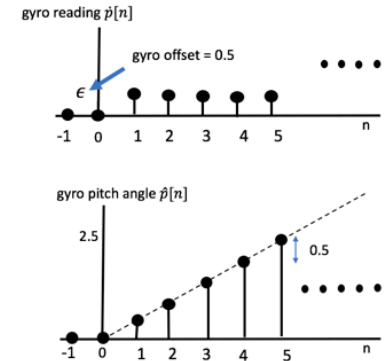 gyro reading ṗ[n]
gyro offset = 0.5
ϵ
-1 0 1 2 3 4 5 n
gyro pitch angle p̂[n]
2.5
0.5
-1 0 1 2 3 4 5 n